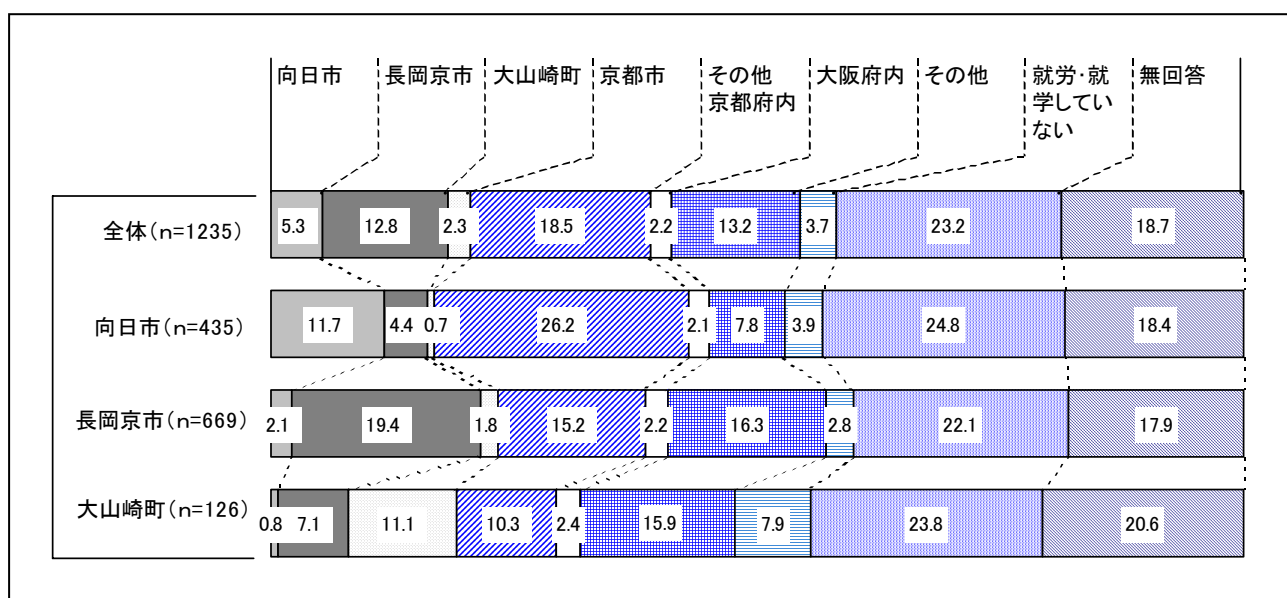 向日市
長岡京市
大山崎町
京都市
その他
京都府内
大阪府内
その他
就労・就
学してい
ない
無回答
全体（n=1235）
5.3 12.8 2.3 18.5 2.2 13.2 3.7 23.2 18.7
向日市（n=435）
11.7 4.4 0.7 26.2 2.1 7.8 3.9 24.8 18.4
長岡京市（n=669）
2.1 19.4 1.8 15.2 2.2 16.3 2.8 22.1 17.9
大山崎町（n=126）
0.8 7.1 11.1 10.3 2.4 15.9 7.9 23.8 20.6